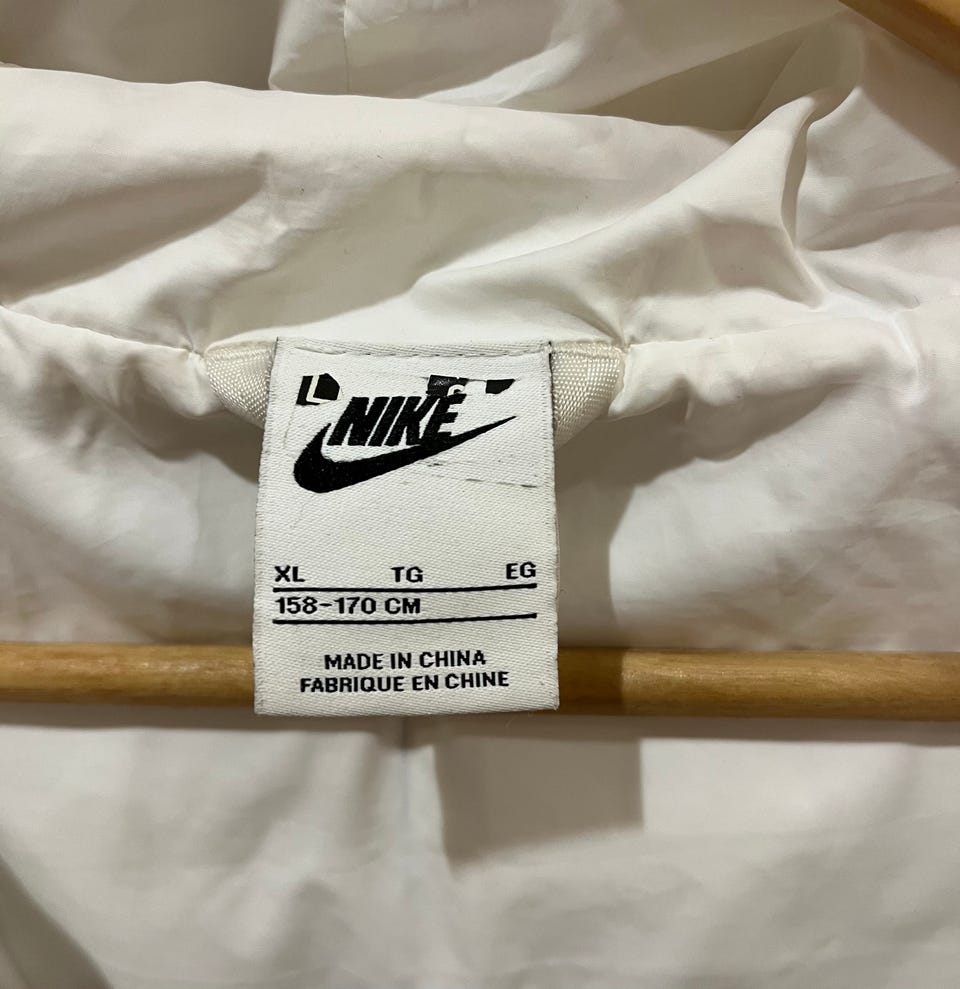 NIKE
XL TG EG
158-170 CM
MADE IN CHINA
FABRIQUE EN CHINE